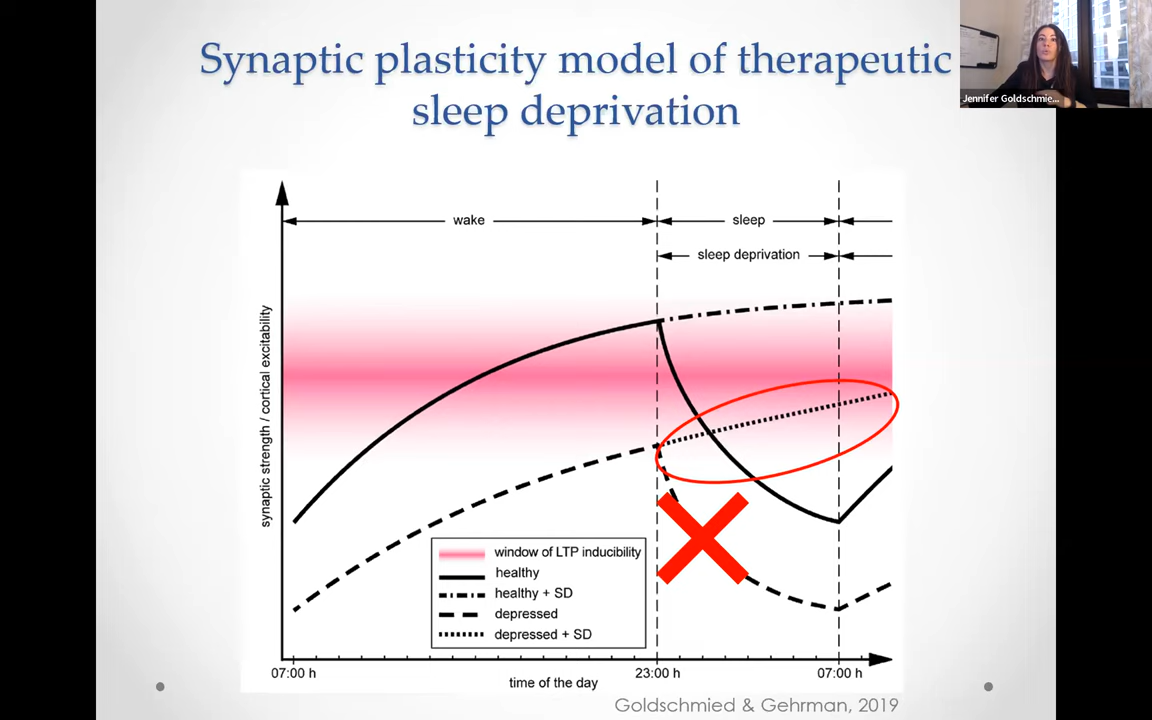 Synaptic plasticity model of therapeutic
sleep deprivation
Jennifer Goldschmie...
wake
sleep
sleep deprivation
synaptic strength / cortical excitability
window of LTP inducibility
healthy
healthy + SD
depressed
depressed + SD
07:00 h
23:00 h
07:00 h
time of the day
Goldschmied & Gehrman, 2019